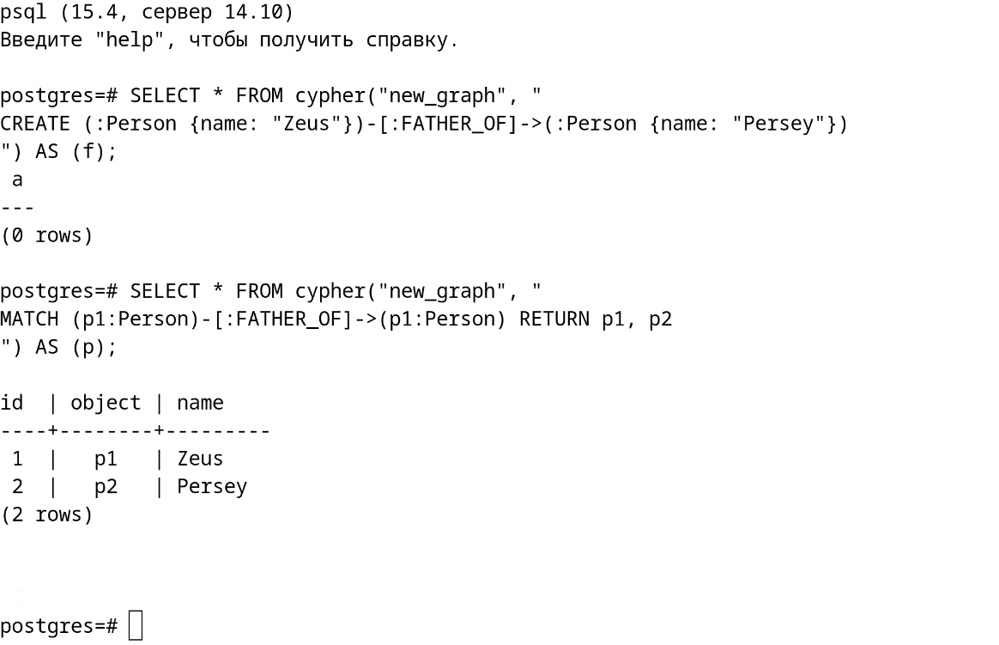 psql (15.4, сервер 14.10)
Введите "help", чтобы получить справку.
postgres=# SELECT * FROM cypher("new_graph", "
CREATE (:Person {name: "Zeus"})-[:FATHER_OF]->(:Person {name: "Persey"})
") AS (f);
 a
---
(0 rows)
postgres=# SELECT * FROM cypher("new_graph", "
MATCH (p1:Person)-[:FATHER_OF]->(p1:Person) RETURN p1, p2
") AS (p);
id  | object | name
----+--------+---------
 1  |   p1   | Zeus
 2  |   p2   | Persey
(2 rows)
postgres=#